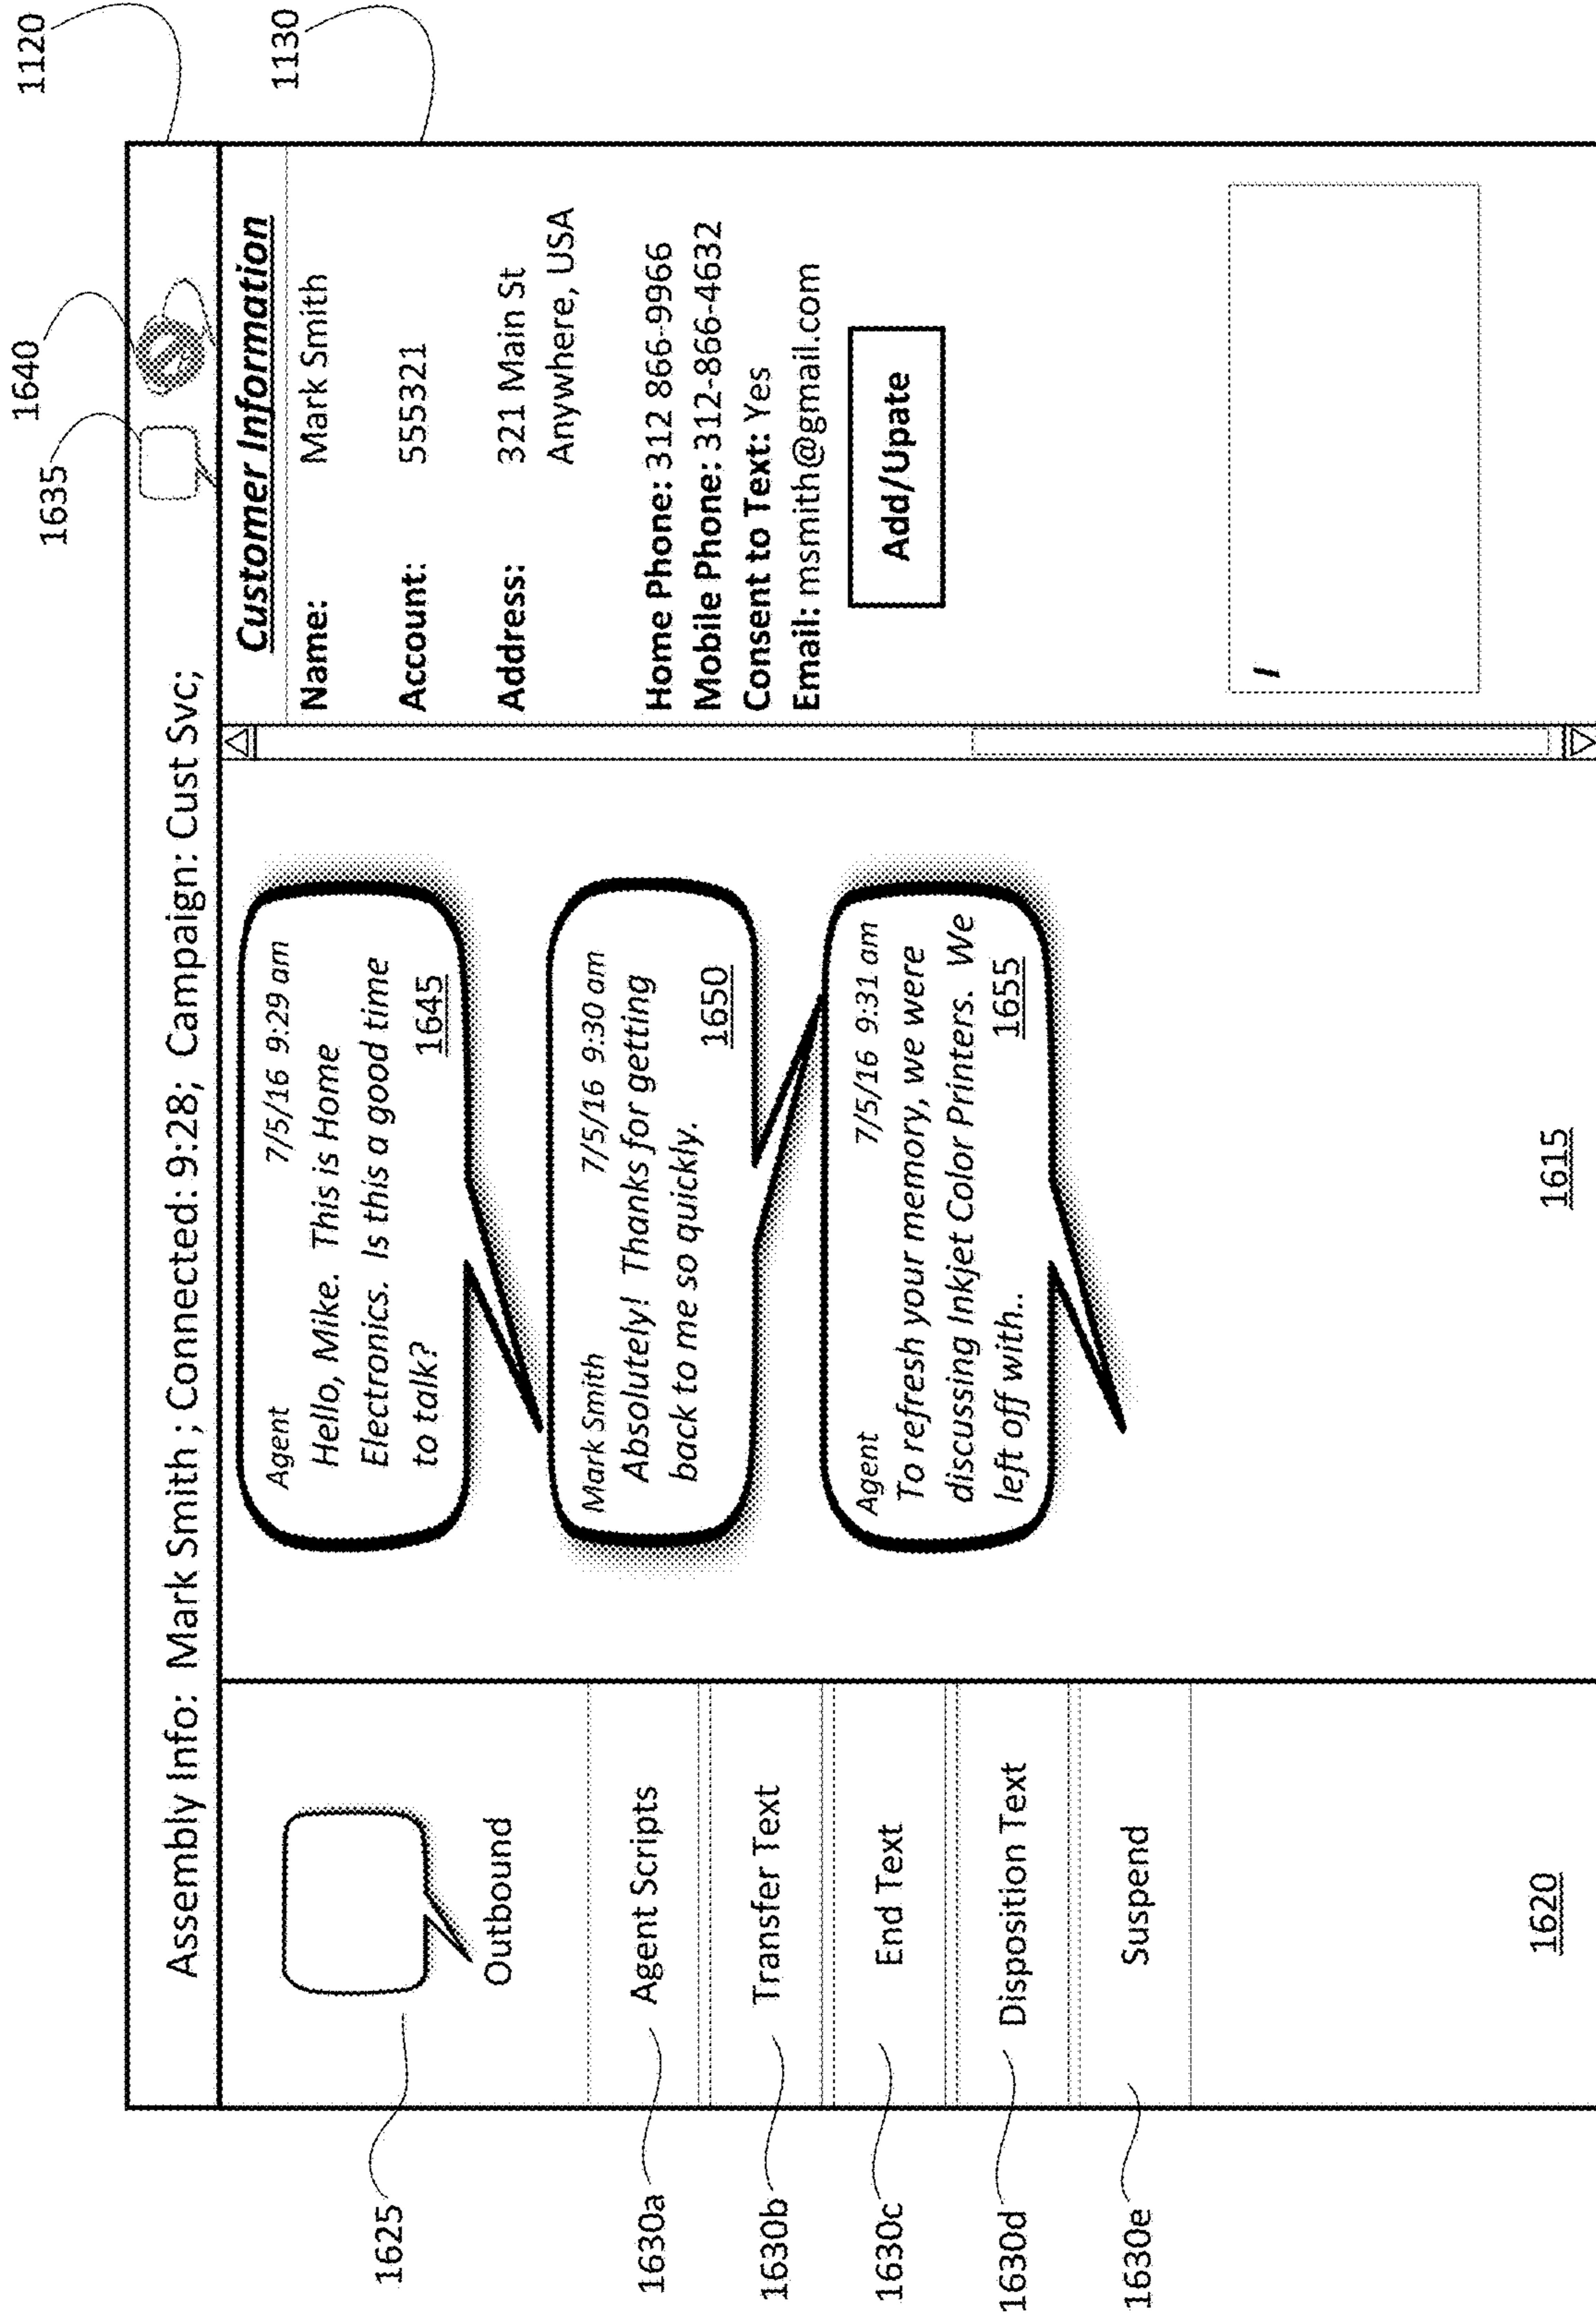 1120
1130
1640
1635
Assembly Info:  Mark Smith ; Connected: 9:28;  Campaign: Cust Svc;
1625
Outbound
1630a
Agent Scripts
1630b
Transfer Text
1630c
End Text
1630d
Disposition Text
1630e
Suspend
1620
Agent 7/5/16  9:29 am
Hello, Mike.  This is Home
Electronics.  Is this a good time
to talk? 1645
Mark Smith 7/5/16  9:30 am
Absolutely!  Thanks for getting
back to me so quickly. 1650
Agent 7/5/16  9:31 am
To refresh your memory, we were
discussing Inkjet Color Printers.  We
left off with.. 1655
1615
Customer Information
Name: Mark Smith
Account: 555321
Address: 321 Main St
Anywhere, USA
Home Phone: 312 866-9966
Mobile Phone: 312-866-4632
Consent to Text: Yes
Email: msmith@gmail.com
Add/Upate
I